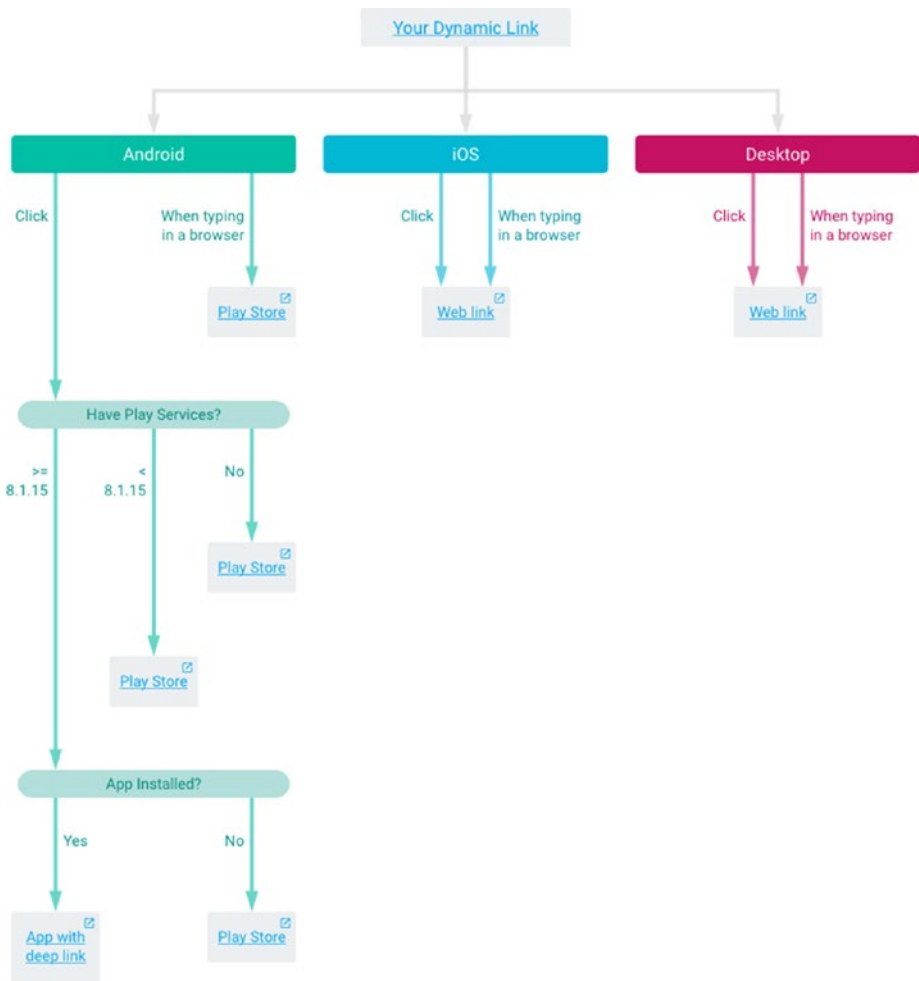 Your Dynamic Link
Android
iOS
Desktop
Click
When typing
in a browser
Click
When typing
in a browser
Click
When typing
in a browser
Play Store
Web link
Web link
Have Play Services?
>=
8.1.15
<
8.1.15
No
Play Store
Play Store
App Installed?
Yes
No
App with
deep link
Play Store